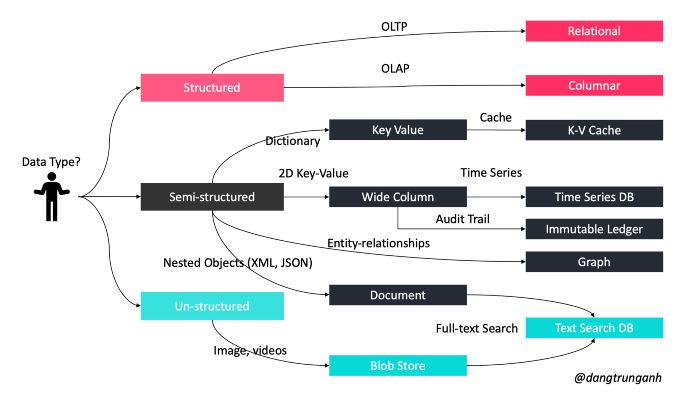 OLTP
Relational
OLAP
Structured
Columnar
Cache
Key Value
K-V Cache
Dictionary
Data Type?
2D Key-Value
Time Series
Semi-structured
Wide Column
Time Series DB
Audit Trail
Immutable Ledger
Entity-relationships
Nested Objects (XML, JSON)
Graph
Document
Un-structured
Full-text Search
Text Search DB
Image, videos
Blob Store
@dangtrunganh